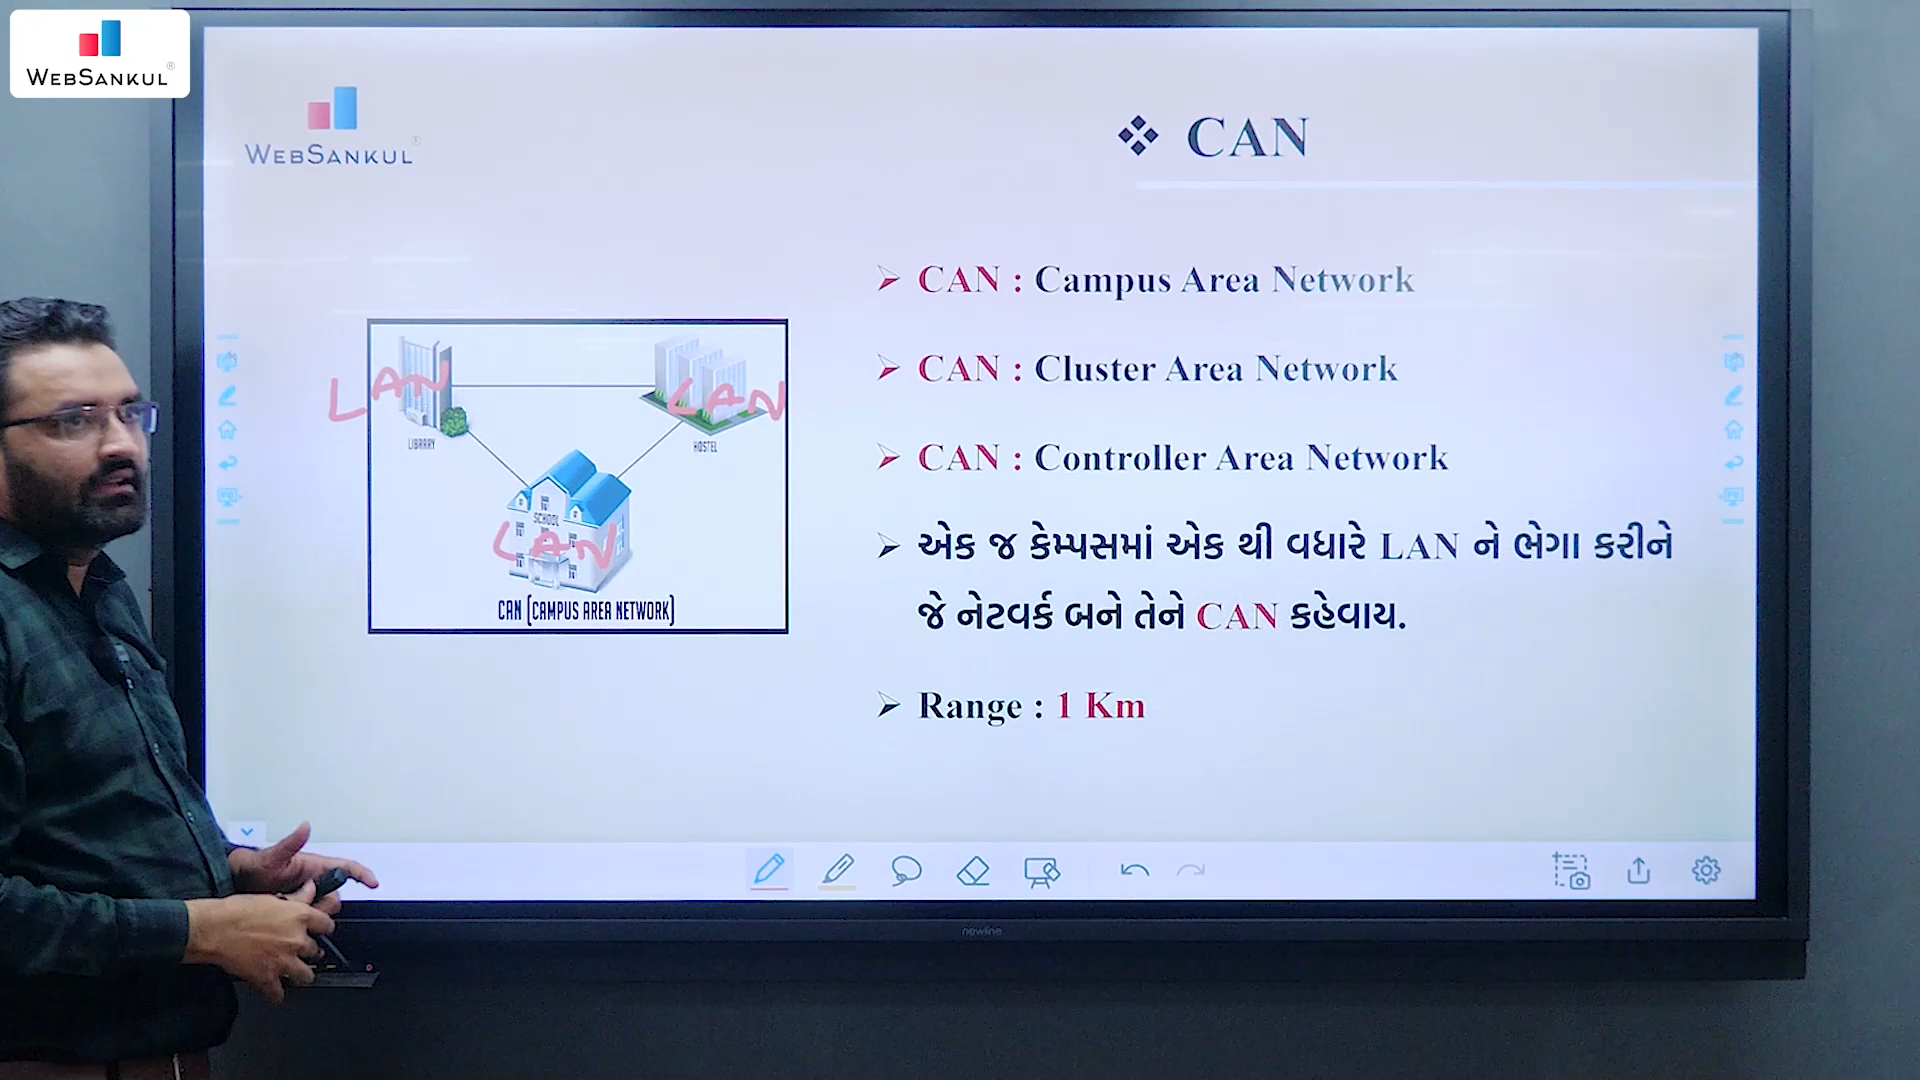 WEBSANKUL®
WEBSANKUL
❖ CAN
➢ CAN : Campus Area Network
➢ CAN : Cluster Area Network
➢ CAN : Controller Area Network
➢ એક જ કેમ્પસમાં એક થી વધારે LAN ને ભેગા કરીને
જે નેટવર્ક બને તેને CAN કહેવાય.
➢ Range : 1 Km
LAN
LAN
LIBRARY
HOSTEL
SCHOOL
LAN
CAN (CAMPUS AREA NETWORK)
newline